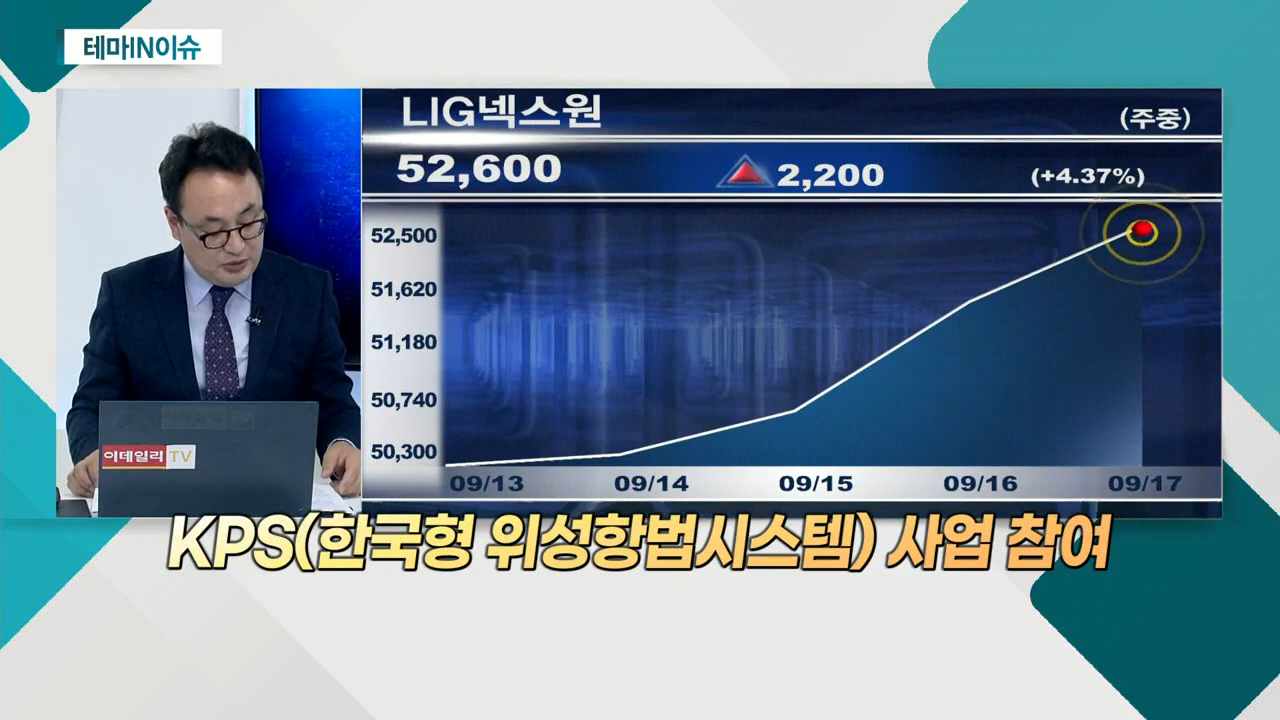 테마IN이슈
LIG넥스원
(주중)
52,600 2,200 (+4.37%)
52,500
51,620
51,180
50,740
50,300
09/13 09/14 09/15 09/16 09/17
이데일리 TV
KPS(한국형 위성항법시스템) 사업 참여